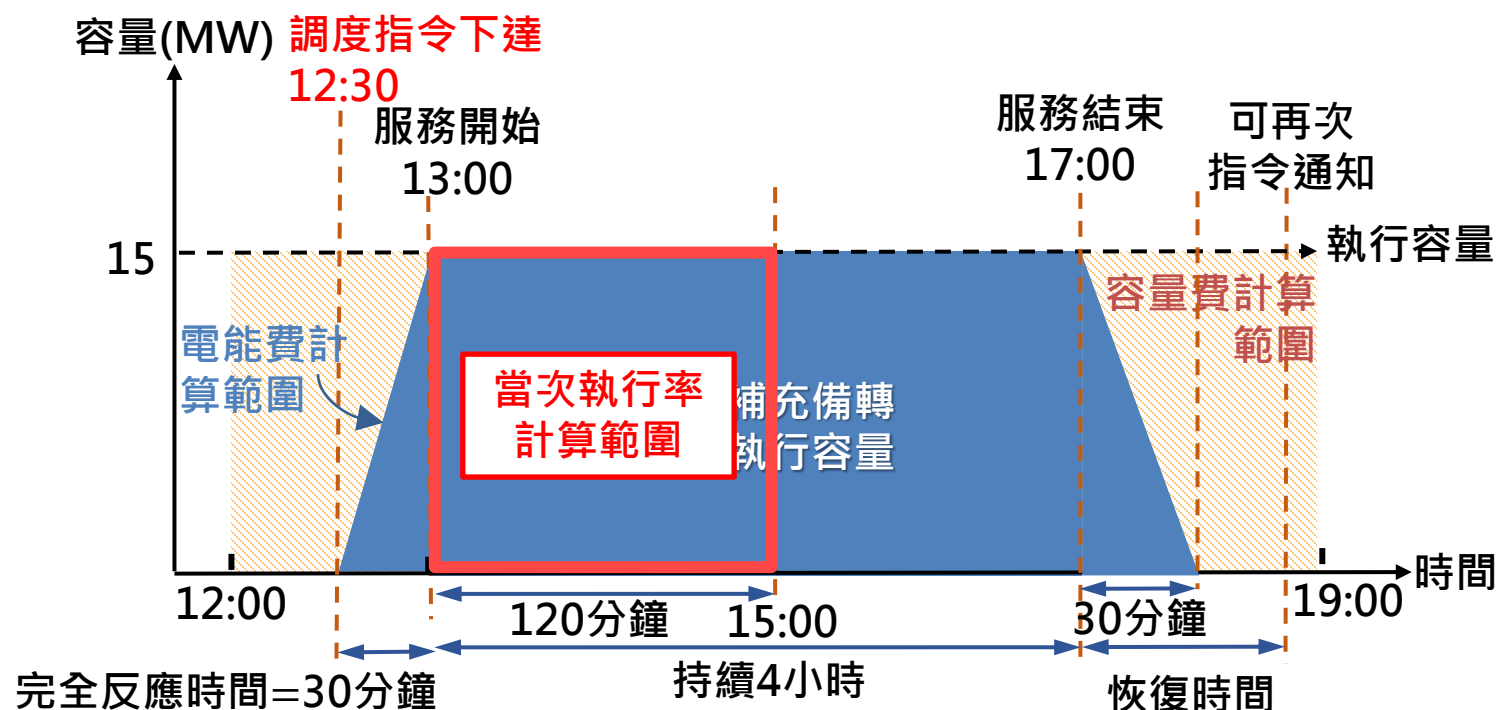 容量(MW)
調度指令下達
12:30
服務開始
13:00
服務結束
17:00
可再次
指令通知
15
執行容量
容量費計算
範圍
電能費計
算範圍
當次執行率
計算範圍
補充備轉
執行容量
時間
12:00
120分鐘
15:00
30分鐘
19:00
完全反應時間=30分鐘
持續4小時
恢復時間